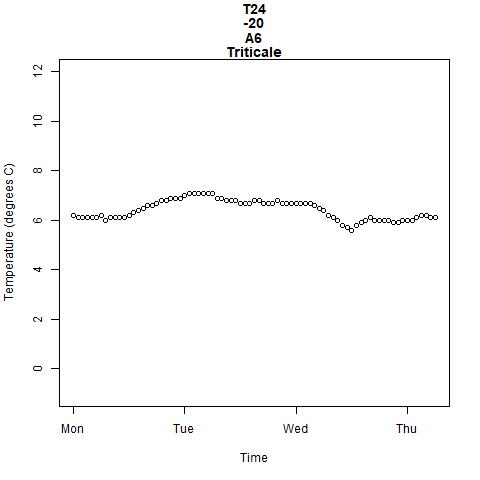 T24
-20
A6
Triticale
12
10
8
6
4
2
0
Temperature (degrees C)
Mon Tue Wed Thu
Time